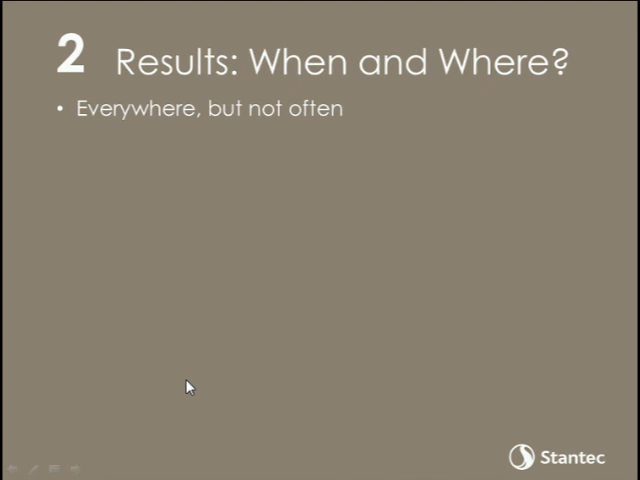 2 Results: When and Where?
• Everywhere, but not often
Stantec